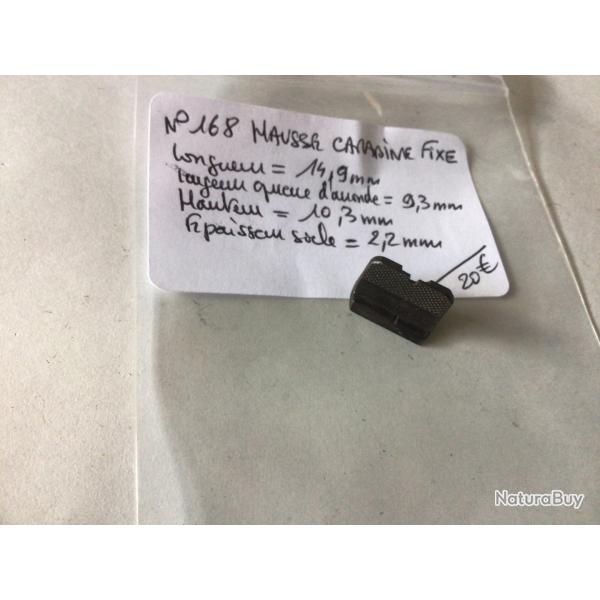 N° 168 HAUSSE CARABINE FIXE
Longueur = 14,9mm
Largeur queue d'aronde = 9,3mm
Hauteur = 10,3mm
Epaisseur socle = 2,2mm
20€
NaturaBuy